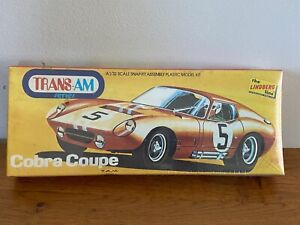 A 1/32 SCALE SNAP-FIT ASSEMBLY PLASTIC MODEL KIT
TRANS-AM
SERIES
The
LINDBERG
Line
5
5
Cobra Coupe